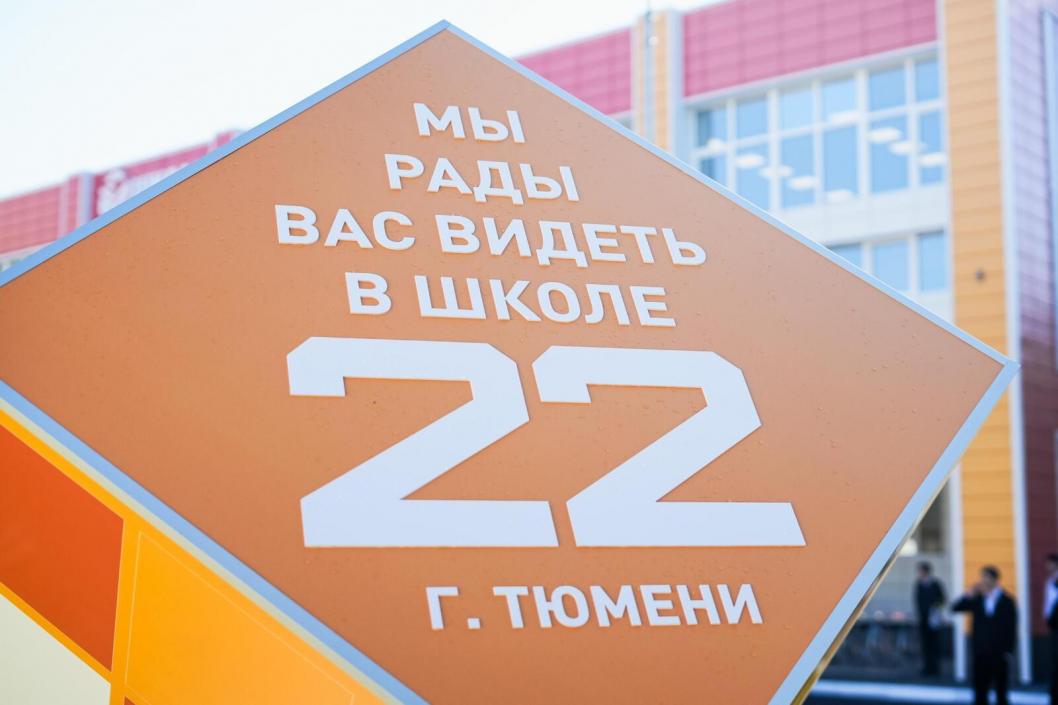 МЫ
РАДЫ
ВАС ВИДЕТЬ
В ШКОЛЕ
22
Г. ТЮМЕНИ